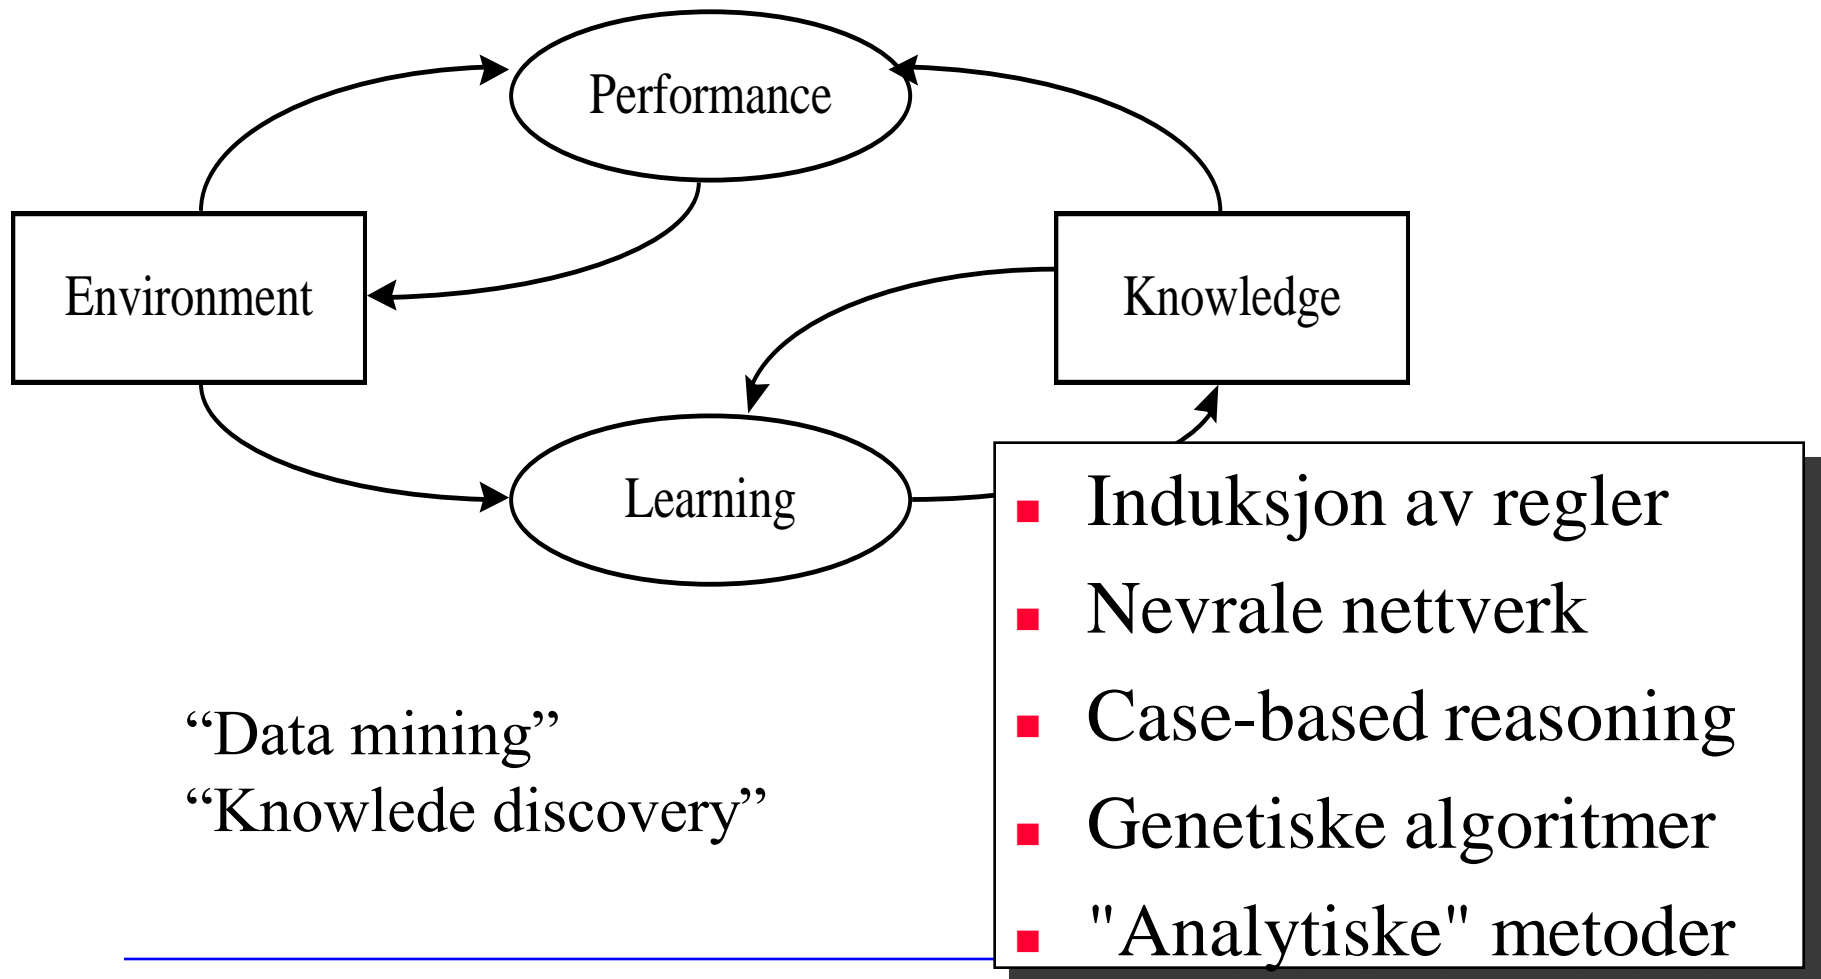 Performance
Environment
Knowledge
Learning
Induksjon av regler
Nevrale nettverk
Case-based reasoning
Genetiske algoritmer
"Analytiske" metoder
“Data mining”
“Knowlede discovery”